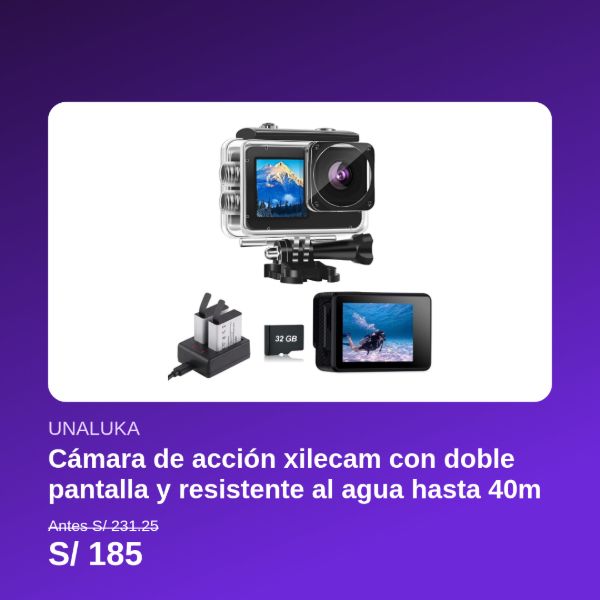 32 GB
UNALUKA
Cámara de acción xilecam con doble
pantalla y resistente al agua hasta 40m
Antes S/ 231.25
S/ 185